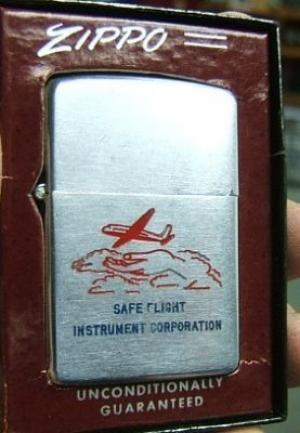 ZIPPO
SAFE FLIGHT
INSTRUMENT CORPORATION
UNCONDITIONALLY
GUARANTEED